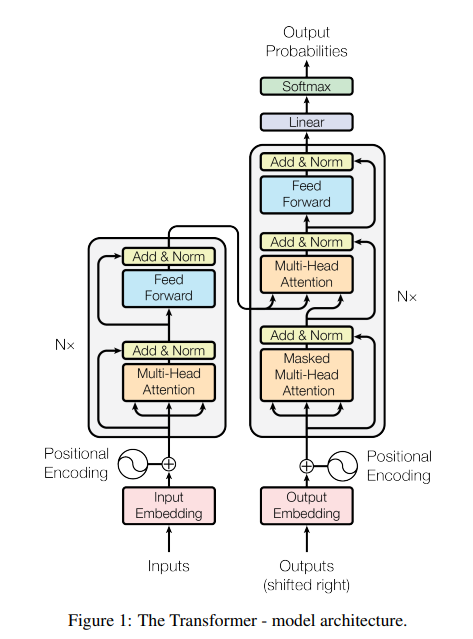 Output
Probabilities
Softmax
Linear
Add & Norm
Feed
Forward
Add & Norm
Multi-Head
Attention
Add & Norm
Masked
Multi-Head
Attention
N×
Positional
Encoding
Output
Embedding
Outputs
(shifted right)
Add & Norm
Feed
Forward
Add & Norm
Multi-Head
Attention
N×
Positional
Encoding
Input
Embedding
Inputs
Figure 1: The Transformer - model architecture.